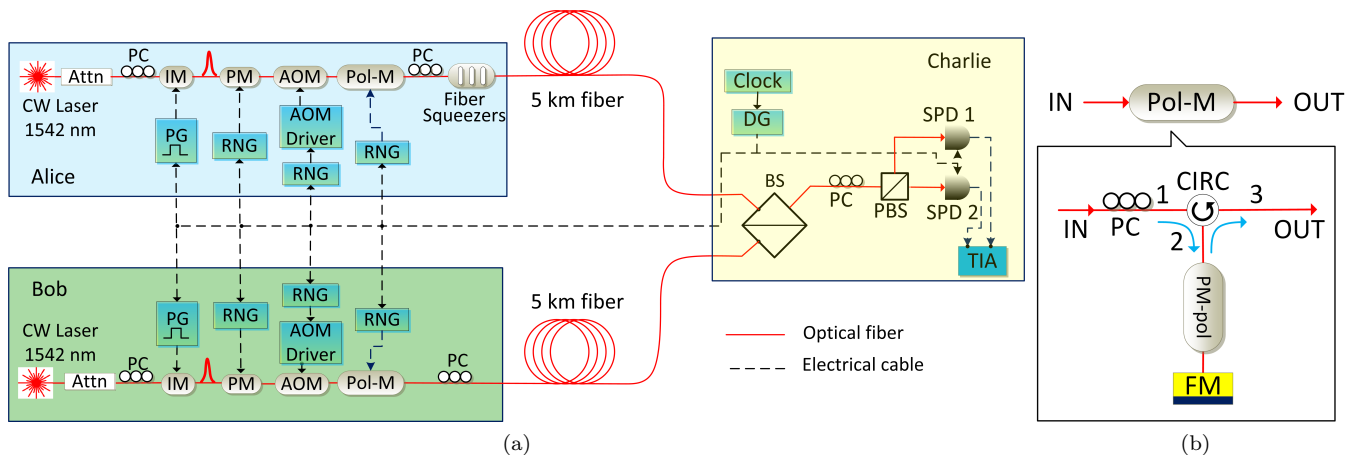 PC
PC
Attn
IM
PM
AOM
Pol-M
CW Laser
1542 nm
Fiber
Squeezers
5 km fiber
PG
RNG
AOM
Driver
RNG
RNG
Alice
Charlie
Clock
DG
SPD 1
BS
PC
PBS
SPD 2
TIA
Bob
5 km fiber
RNG
PG
RNG
AOM
Driver
RNG
CW Laser
1542 nm
PC
PC
Attn
IM
PM
AOM
Pol-M
Optical fiber
Electrical cable
(a)
IN
Pol-M
OUT
CIRC
1
3
IN
PC
2
OUT
PM-pol
FM
(b)